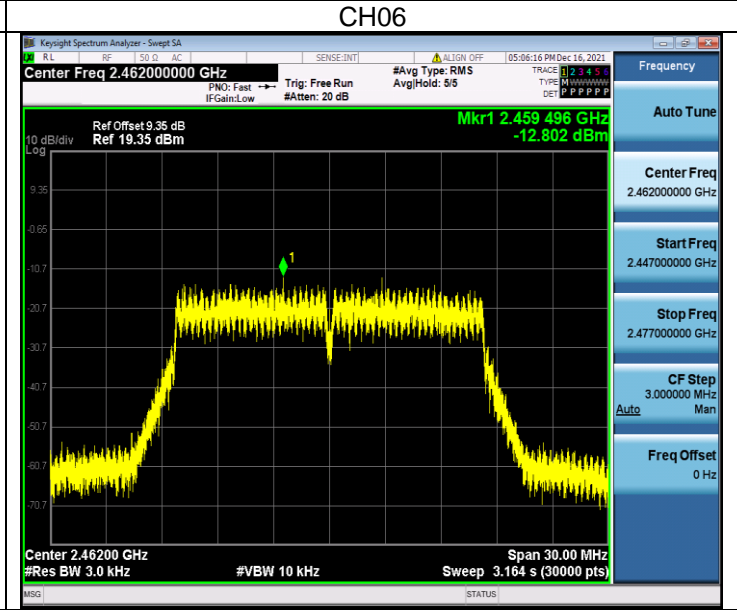 CH06
Keysight Spectrum Analyzer - Swept SA
RL RF 50 Ω AC SENSE:INT ALIGN OFF 05:06:16 PM Dec 16, 2021
Center Freq 2.462000000 GHz
PNO: Fast
IFGain:Low
Trig: Free Run
#Atten: 20 dB
#Avg Type: RMS
Avg|Hold: 5/5
TRACE 1 2 3 4 5 6
TYPE M WWWWW
DET P P P P P P
Frequency
Auto Tune
Center Freq
2.462000000 GHz
Start Freq
2.447000000 GHz
Stop Freq
2.477000000 GHz
CF Step
3.000000 MHz
Auto Man
Freq Offset
0 Hz
Mkr1 2.459 496 GHz
-12.802 dBm
Ref Offset 9.35 dB
10 dB/div Ref 19.35 dBm
Log
9.35
-0.65
1
-10.7
-20.7
-30.7
-40.7
-50.7
-60.7
-70.7
Center 2.46200 GHz Span 30.00 MHz
#Res BW 3.0 kHz #VBW 10 kHz Sweep 3.164 s (30000 pts)
MSG STATUS